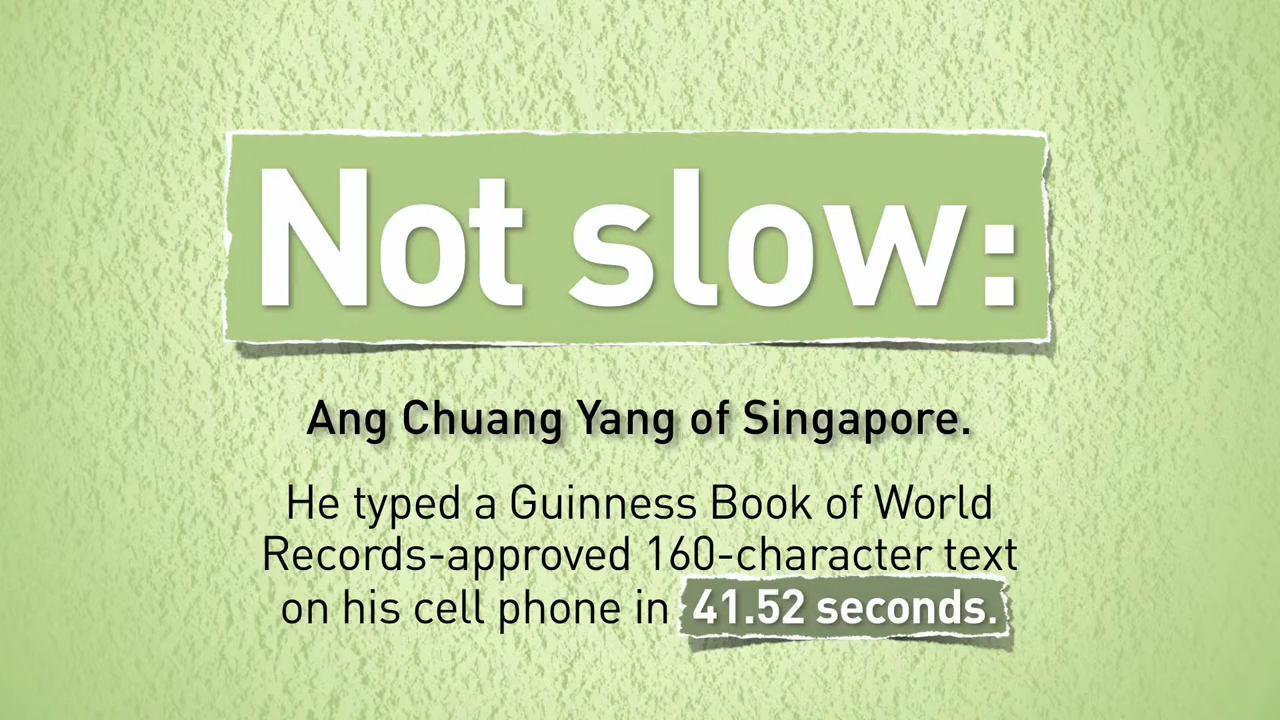 Not slow:
Ang Chuang Yang of Singapore.
He typed a Guinness Book of World
Records-approved 160-character text
on his cell phone in 41.52 seconds.